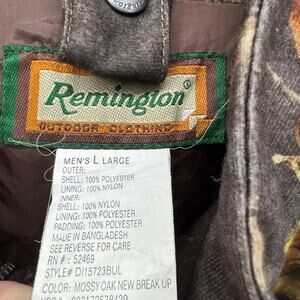 Remington
OUTDOOR CLOTHING
MEN'S L LARGE
OUTER:
SHELL: 100% POLYESTER
LINING: 100% NYLON
INNER:
SHELL: 100% NYLON
LINING: 100% POLYESTER
PADDING: 100% POLYESTER
MADE IN BANGLADESH
SEE REVERSE FOR CARE
RN #: 52469
STYLE# DI15723BUL
COLOR: MOSSY OAK NEW BREAK UP